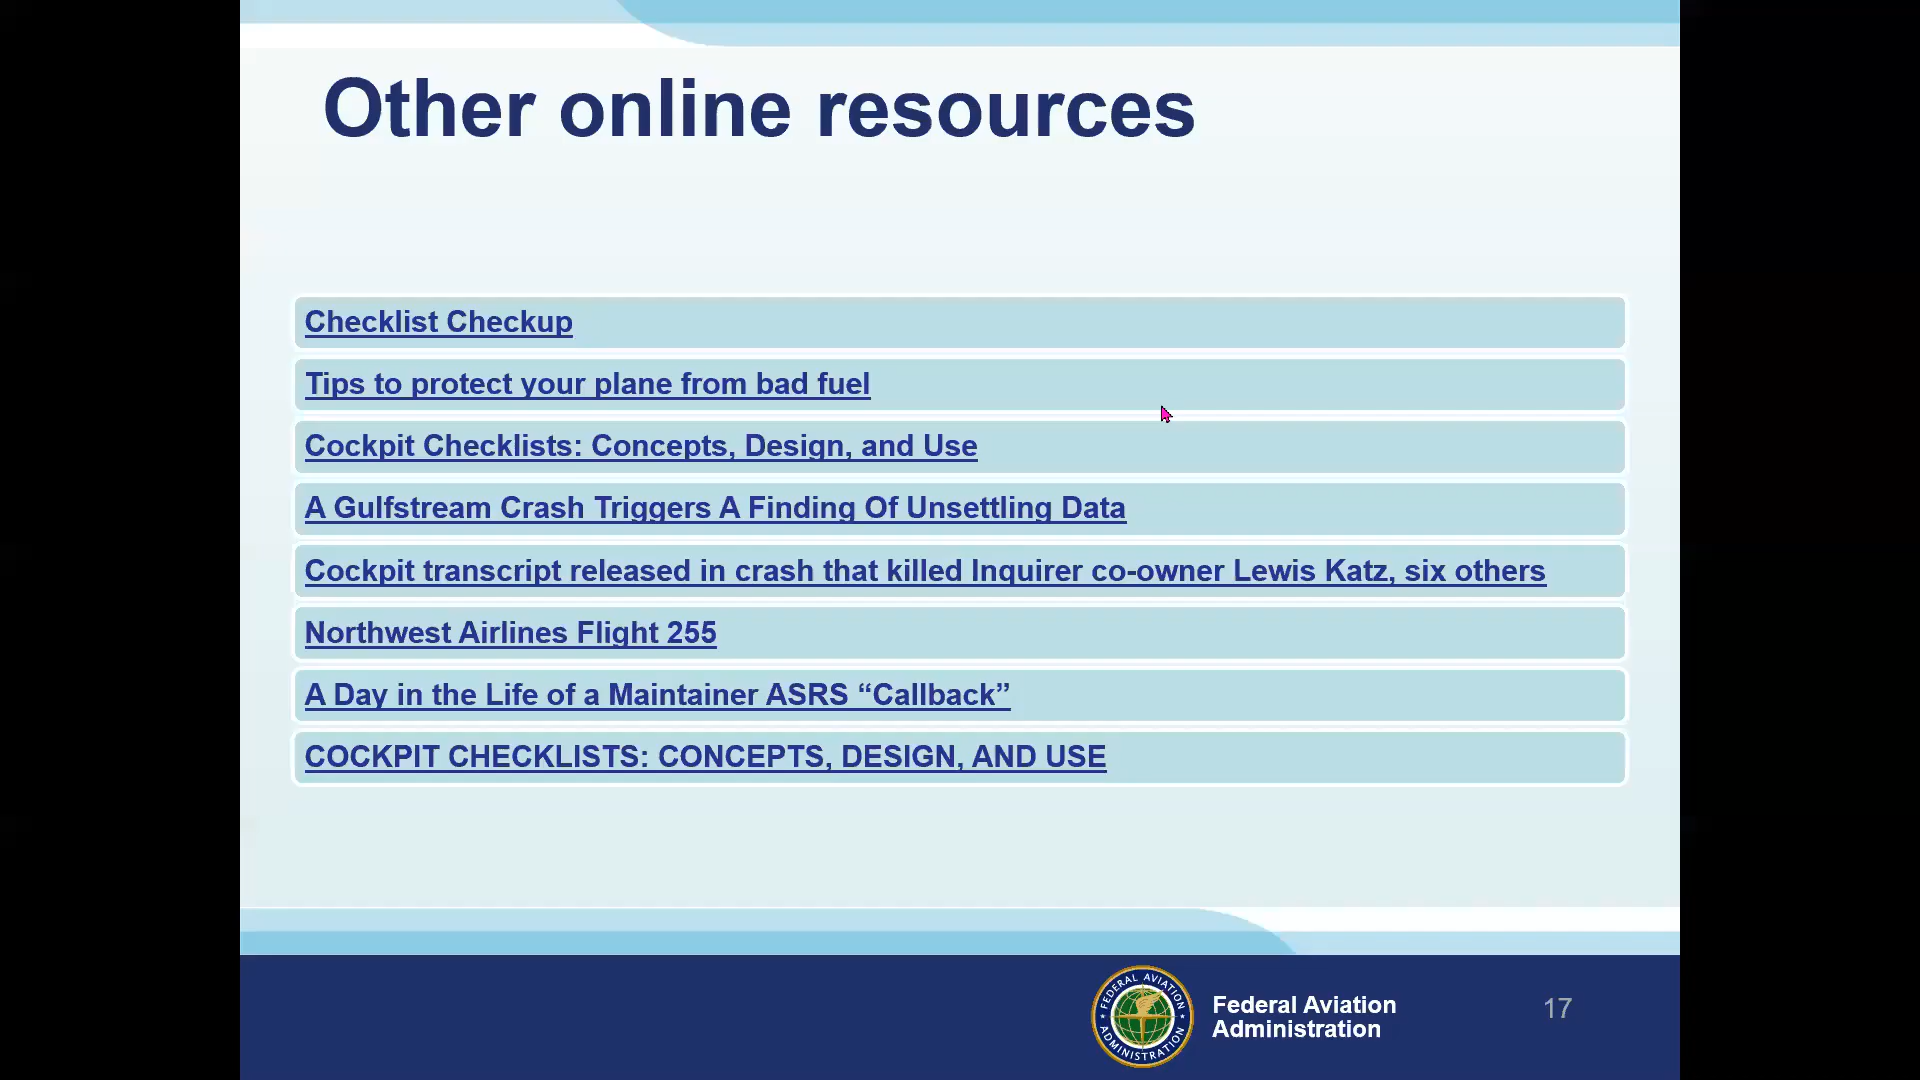 Other online resources
Checklist Checkup
Tips to protect your plane from bad fuel
Cockpit Checklists: Concepts, Design, and Use
A Gulfstream Crash Triggers A Finding Of Unsettling Data
Cockpit transcript released in crash that killed Inquirer co-owner Lewis Katz, six others
Northwest Airlines Flight 255
A Day in the Life of a Maintainer ASRS “Callback”
COCKPIT CHECKLISTS: CONCEPTS, DESIGN, AND USE
FEDERAL AVIATION
ADMINISTRATION
Federal Aviation
Administration
17